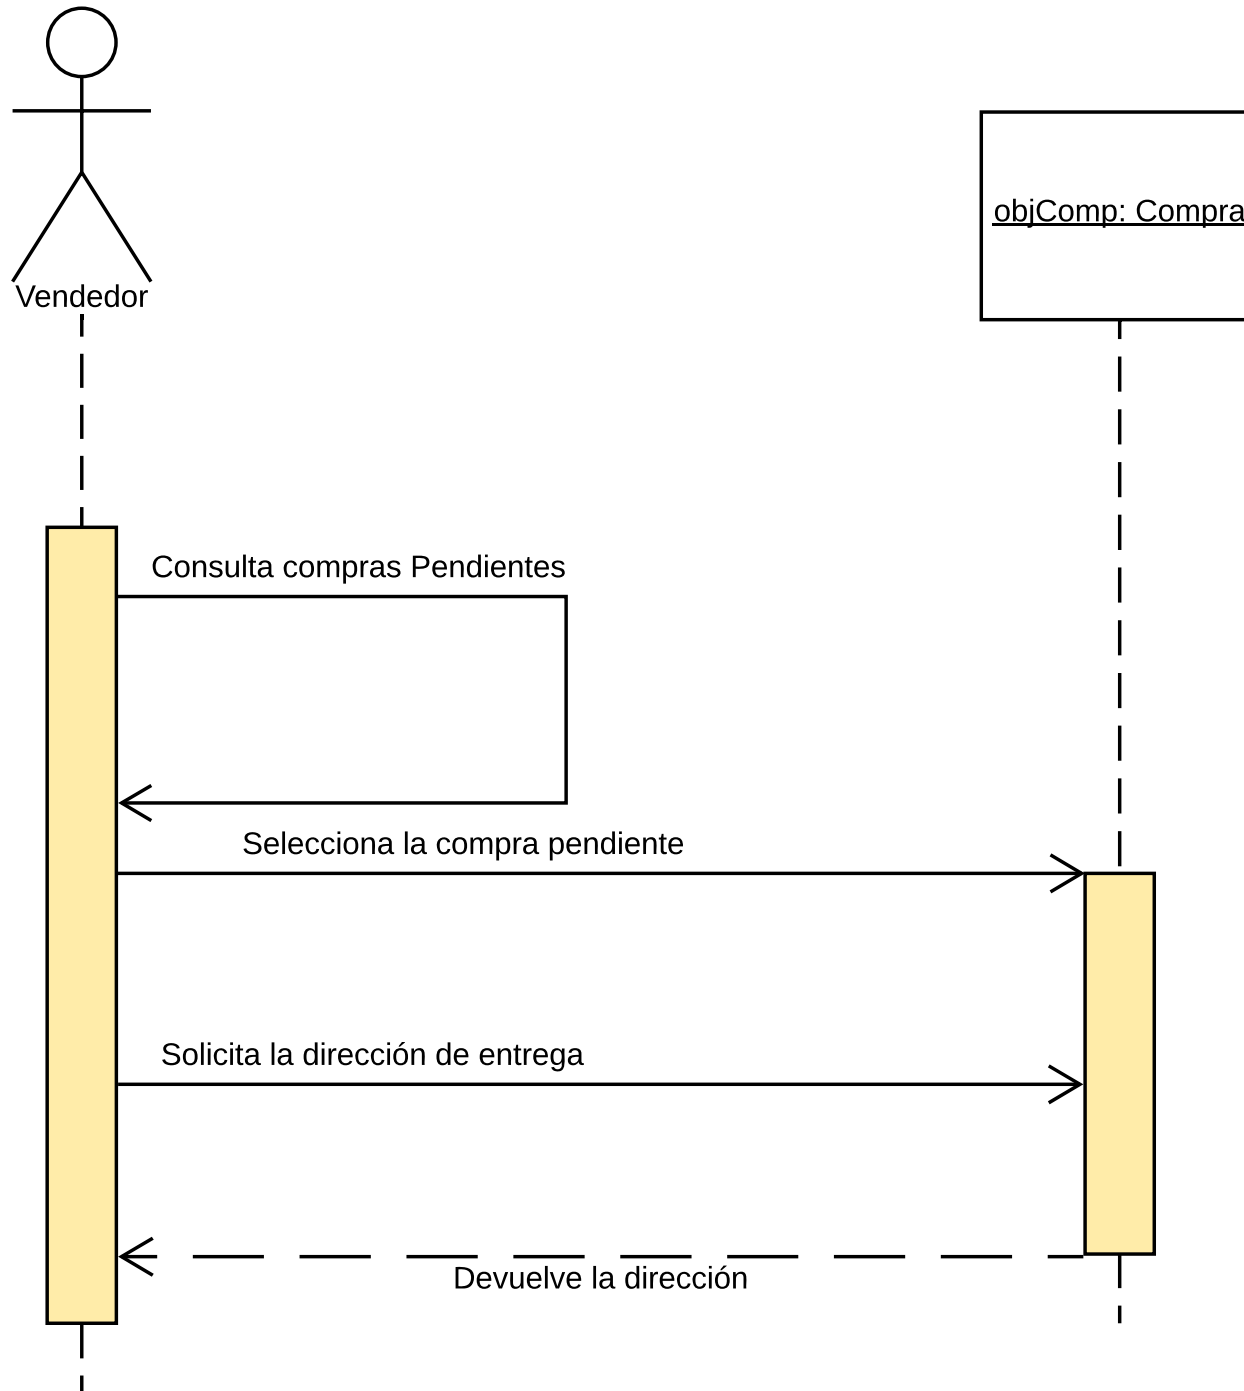 Vendedor
objComp: Compra
Consulta compras Pendientes
Selecciona la compra pendiente
Solicita la dirección de entrega
Devuelve la dirección